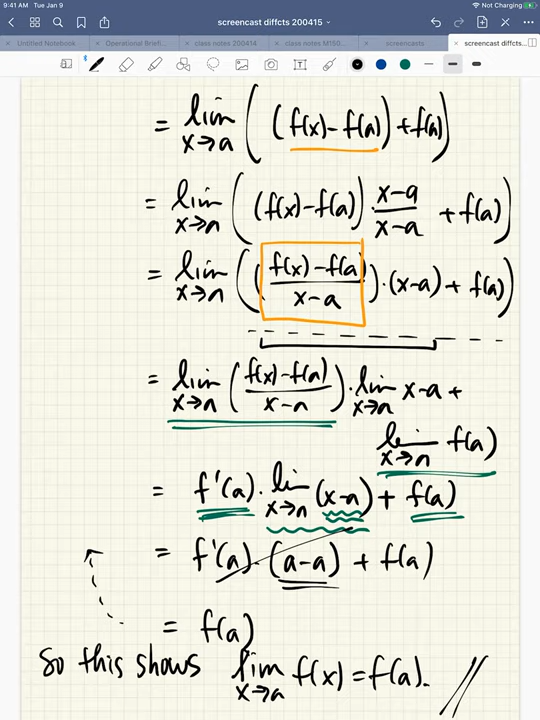 9:41 AM Tue Jan 9 Not Charging
screencast diffcts 200415
Untitled Notebook Operational Briefi... class notes 200414 class notes M150... screencasts screencast diffcts...
= lim x→a ( (f(x) - f(a)) + f(a) )
= lim x→a ( (f(x) - f(a)) · (x-a)/(x-a) + f(a) )
= lim x→a ( ( (f(x) - f(a))/(x-a) ) · (x-a) + f(a) )
= lim x→a ( (f(x) - f(a))/(x-a) ) · lim x→a x-a +
lim x→a f(a)
= f'(a) · lim x→a (x-a) + f(a)
= f'(a) · (a-a) + f(a)
= f(a)
So this shows lim x→a f(x) = f(a). //